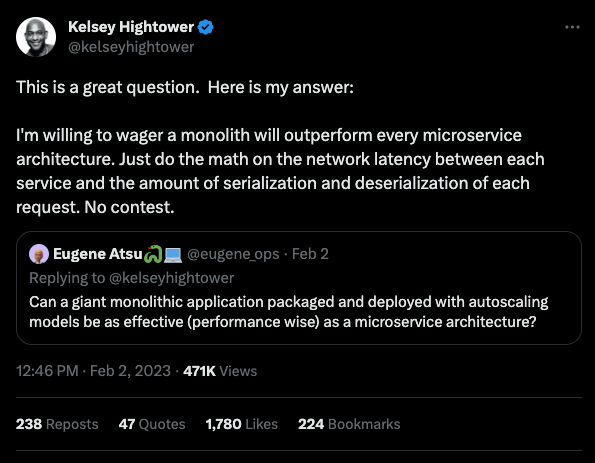 Kelsey Hightower
@kelseyhightower
This is a great question.  Here is my answer:
I'm willing to wager a monolith will outperform every microservice
architecture. Just do the math on the network latency between each
service and the amount of serialization and deserialization of each
request. No contest.
Eugene Atsu🐍💻 @eugene_ops · Feb 2
Replying to @kelseyhightower
Can a giant monolithic application packaged and deployed with autoscaling
models be as effective (performance wise) as a microservice architecture?
12:46 PM · Feb 2, 2023 · 471K Views
238 Reposts 47 Quotes 1,780 Likes 224 Bookmarks